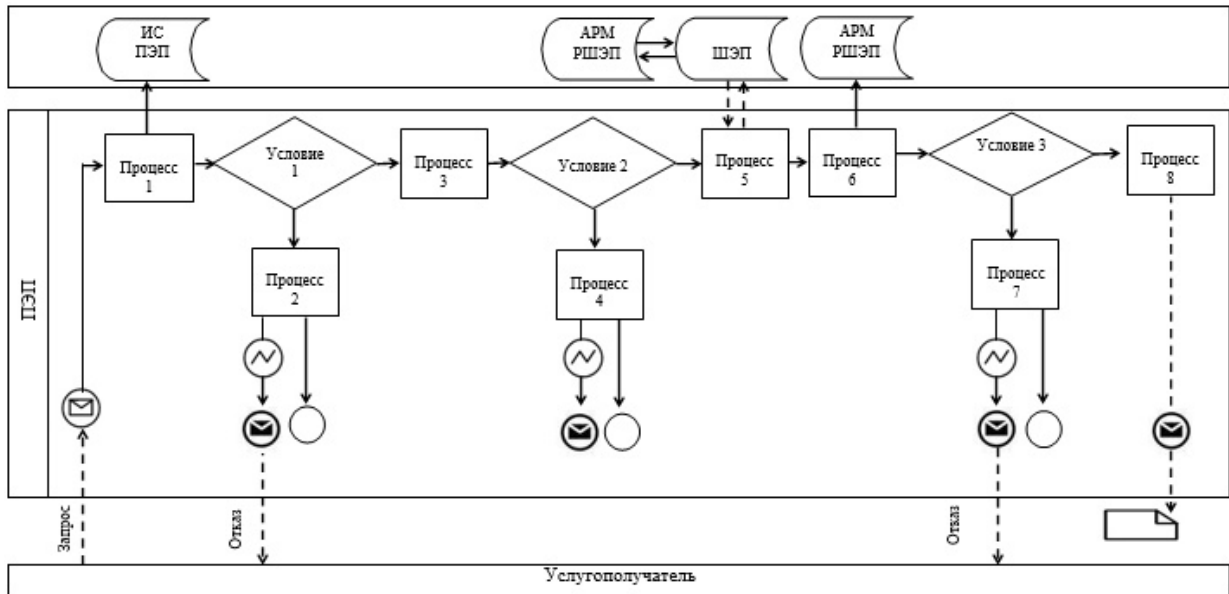 ИС
ПЭП
АРМ
РШЭП
ШЭП
АРМ
РШЭП
ПЭП
Процесс
1
Условие
1
Процесс
3
Условие 2
Процесс
5
Процесс
6
Условие 3
Процесс
8
Процесс
2
Процесс
4
Процесс
7
Запрос
Отказ
Отказ
Услугополучатель